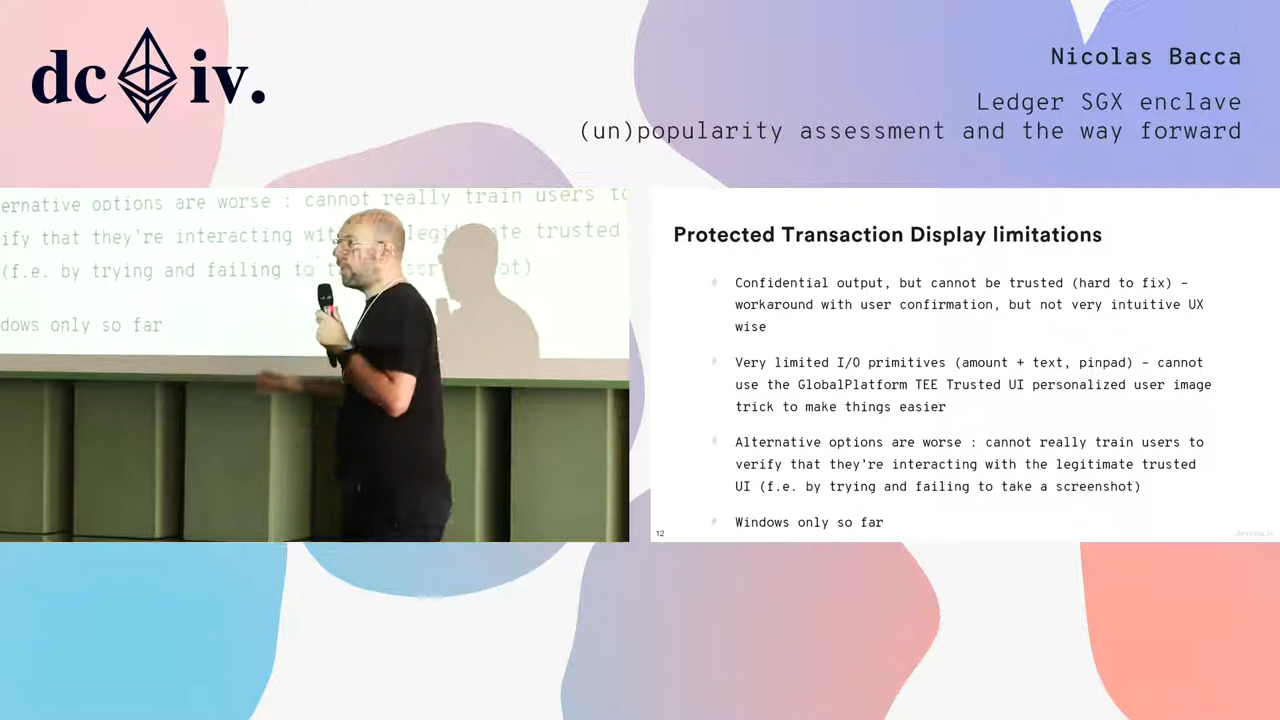 dc iv.
Nicolas Bacca
Ledger SGX enclave
(un)popularity assessment and the way forward
ernative options are worse : cannot really train users to
ify that they're interacting wit legi te trusted
(f.e. by trying and failing to t scr ot)
dows only so far
Protected Transaction Display limitations
Confidential output, but cannot be trusted (hard to fix) –
workaround with user confirmation, but not very intuitive UX
wise
Very limited I/O primitives (amount + text, pinpad) – cannot
use the GlobalPlatform TEE Trusted UI personalized user image
trick to make things easier
Alternative options are worse : cannot really train users to
verify that they're interacting with the legitimate trusted
UI (f.e. by trying and failing to take a screenshot)
Windows only so far
12